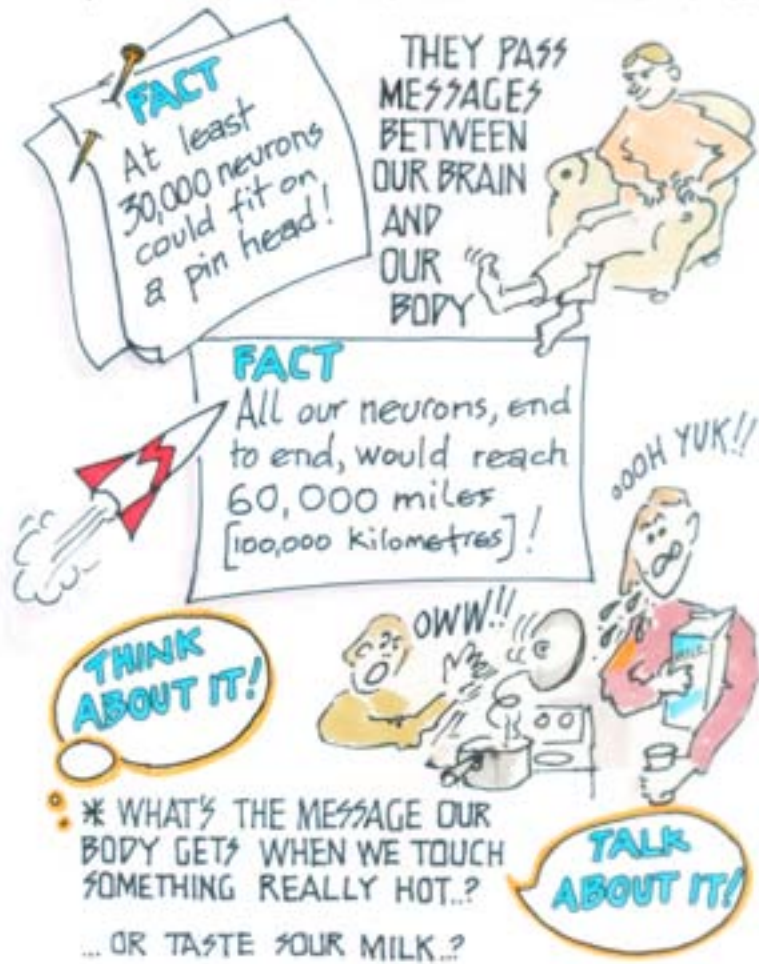 FACT
At least
30,000 neurons
could fit on
a pin head!
THEY PASS
MESSAGES
BETWEEN
OUR BRAIN
AND
OUR
BODY
FACT
All our neurons, end
to end, would reach
60,000 miles
[100,000 kilometres]!
OOOH YUK!!
OWW!!
THINK
ABOUT IT!
* WHAT'S THE MESSAGE OUR
BODY GETS WHEN WE TOUCH
SOMETHING REALLY HOT..?
... OR TASTE SOUR MILK..?
TALK
ABOUT IT!